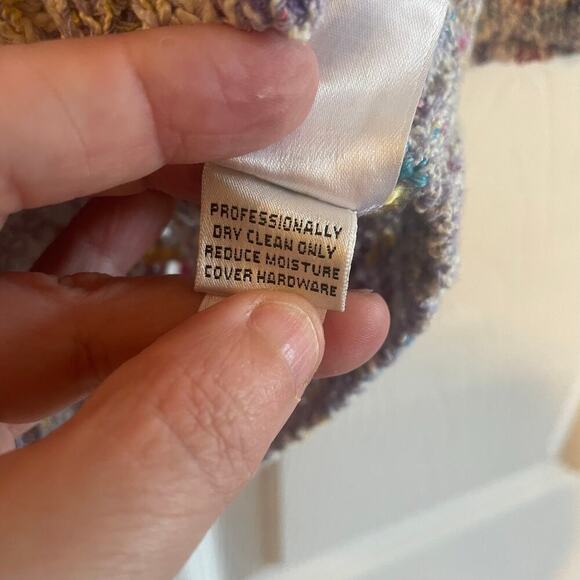 PROFESSIONALLY
DRY CLEAN ONLY
REDUCE MOISTURE
COVER HARDWARE